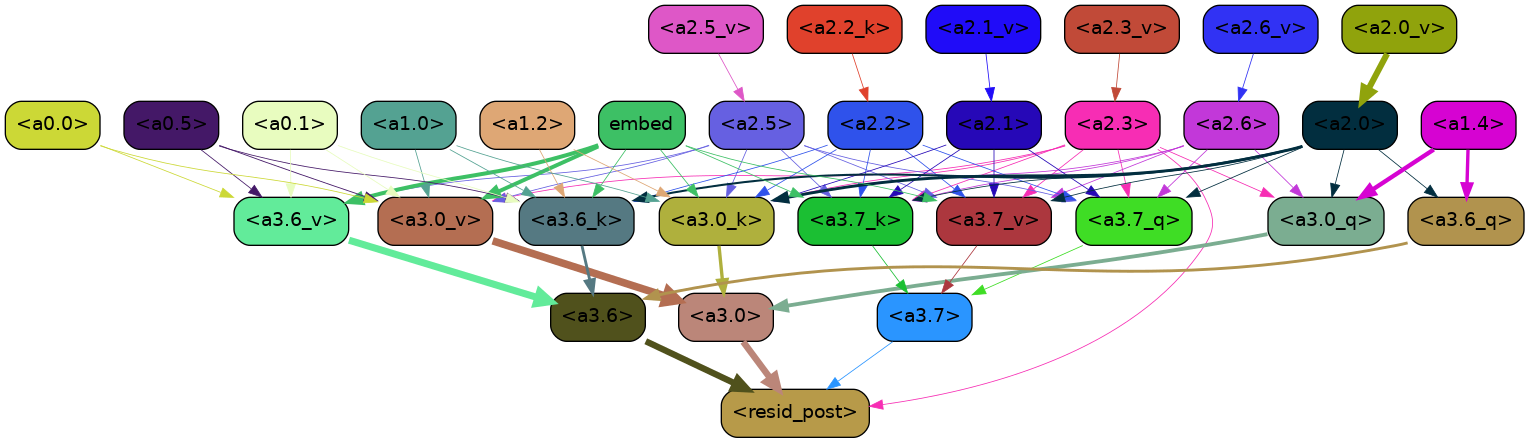 <a2.5_v> <a2.2_k> <a2.1_v> <a2.3_v> <a2.6_v> <a2.0_v>
<a0.0> <a0.5> <a0.1> <a1.0> <a1.2> embed <a2.5> <a2.2> <a2.1> <a2.3> <a2.6> <a2.0> <a1.4>
<a3.6_v> <a3.0_v> <a3.6_k> <a3.0_k> <a3.7_k> <a3.7_v> <a3.7_q> <a3.0_q> <a3.6_q>
<a3.6> <a3.0> <a3.7>
<resid_post>